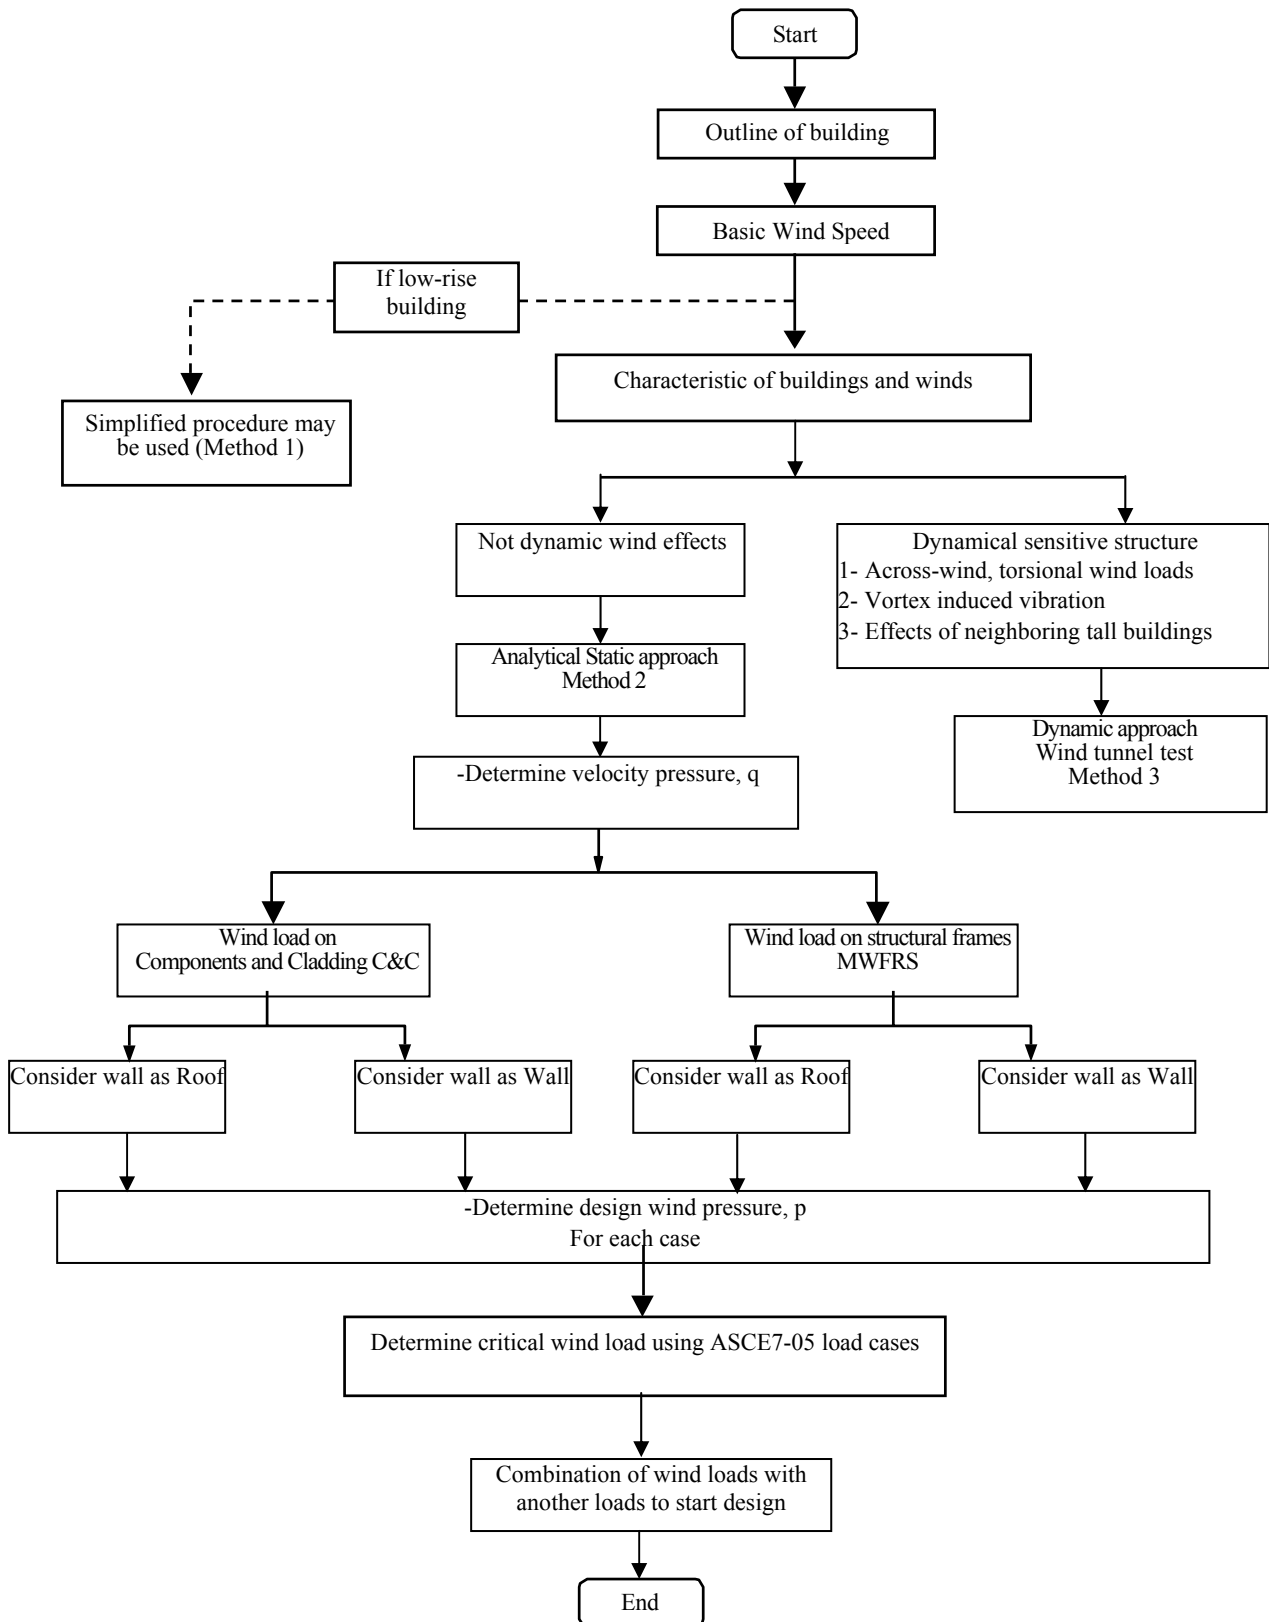 Start
Outline of building
Basic Wind Speed
If low-rise
building
Characteristic of buildings and winds
Simplified procedure may
be used (Method 1)
Not dynamic wind effects
Dynamical sensitive structure
1- Across-wind, torsional wind loads
2- Vortex induced vibration
3- Effects of neighboring tall buildings
Analytical Static approach
Method 2
Dynamic approach
Wind tunnel test
Method 3
-Determine velocity pressure, q
Wind load on
Components and Cladding C&C
Wind load on structural frames
MWFRS
Consider wall as Roof
Consider wall as Wall
Consider wall as Roof
Consider wall as Wall
-Determine design wind pressure, p
For each case
Determine critical wind load using ASCE7-05 load cases
Combination of wind loads with
another loads to start design
End